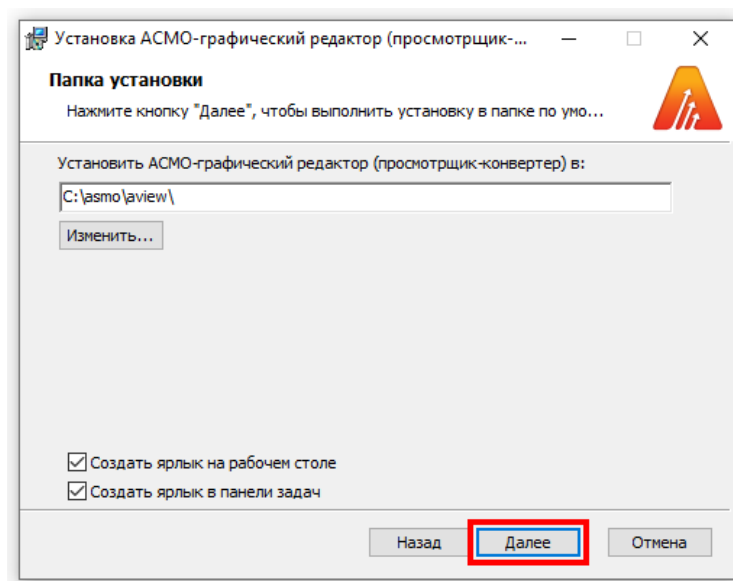 Установка АСМО-графический редактор (просмотрщик-...
Папка установки
Нажмите кнопку "Далее", чтобы выполнить установку в папке по умо...
Установить АСМО-графический редактор (просмотрщик-конвертер) в:
C:\asmo\aview\
Изменить...
Создать ярлык на рабочем столе
Создать ярлык в панели задач
Назад Далее Отмена